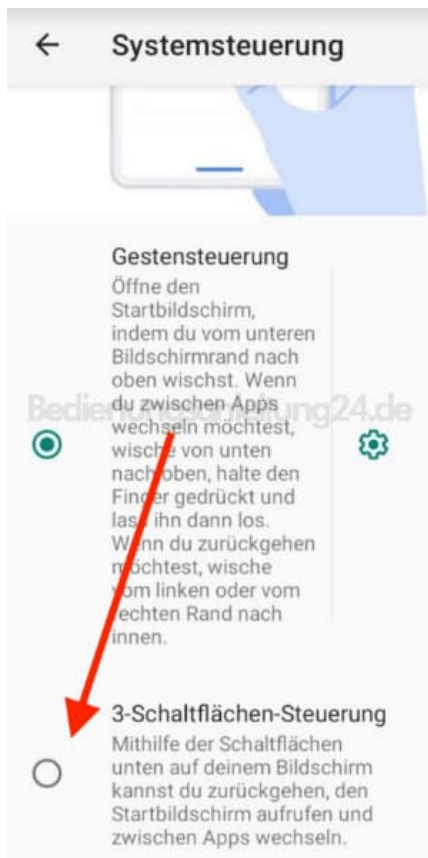 Systemsteuerung
Gestensteuerung
Öffne den
Startbildschirm,
indem du vom unteren
Bildschirmrand nach
oben wischst. Wenn
du zwischen Apps
Bedienungsanleitung24.de
wechseln möchtest,
wische von unten
nach oben, halte den
Finger gedrückt und
lass ihn dann los.
Wenn du zurückgehen
möchtest, wische
vom linken oder vom
rechten Rand nach
innen.
3-Schaltflächen-Steuerung
Mithilfe der Schaltflächen
unten auf deinem Bildschirm
kannst du zurückgehen, den
Startbildschirm aufrufen und
zwischen Apps wechseln.